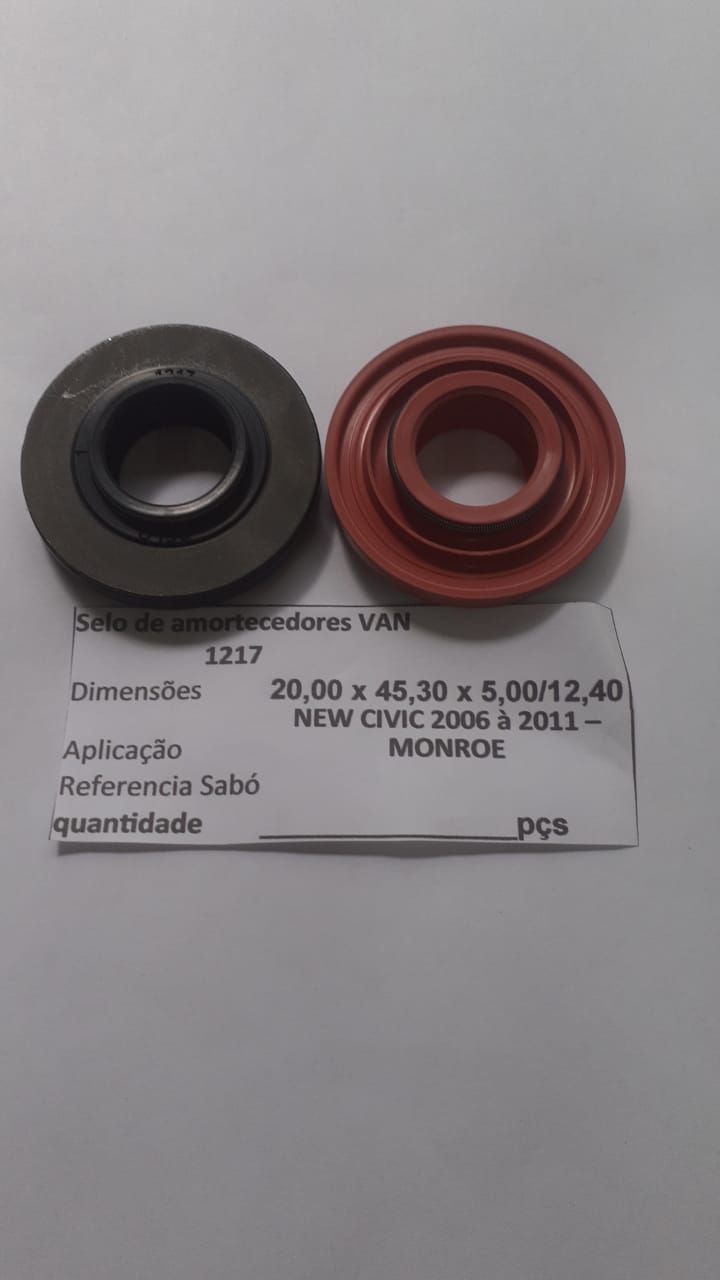 1217
Selo de amortecedores VAN
1217
Dimensões 20,00 x 45,30 x 5,00/12,40
NEW CIVIC 2006 à 2011 –
Aplicação MONROE
Referencia Sabó
quantidade ____________________pçs